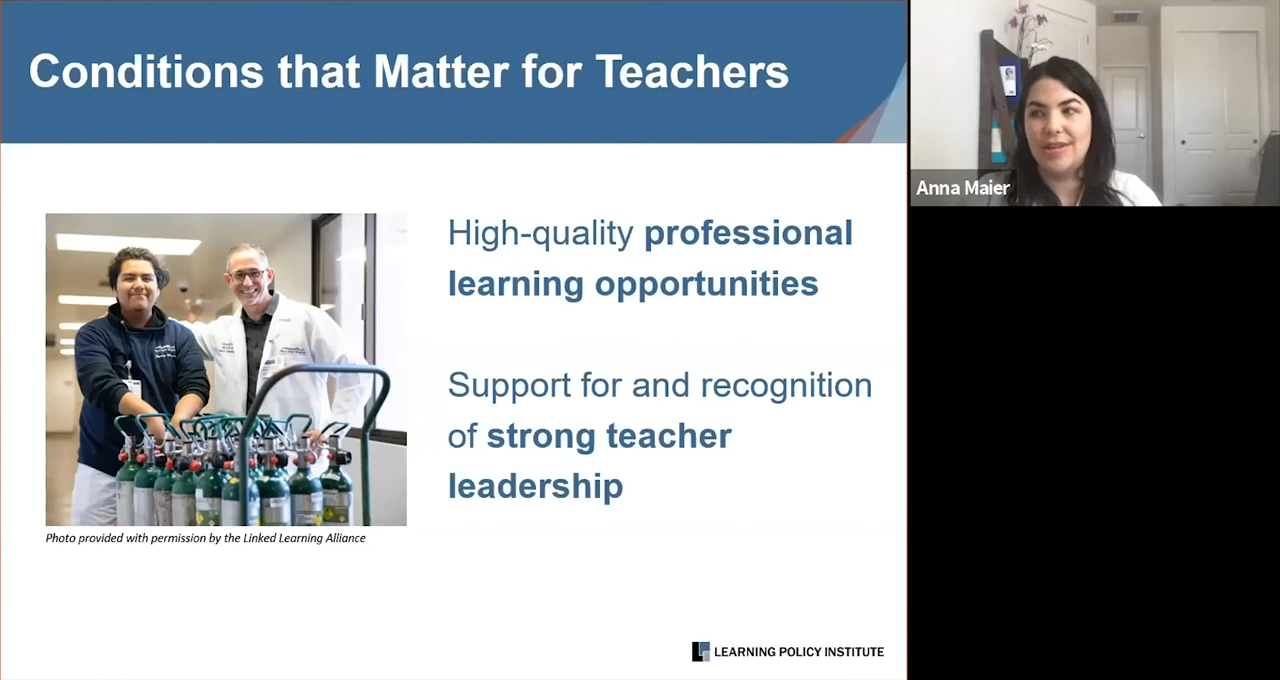 Conditions that Matter for Teachers
Anna Maier
High-quality professional
learning opportunities
Support for and recognition
of strong teacher
leadership
Photo provided with permission by the Linked Learning Alliance
LEARNING POLICY INSTITUTE